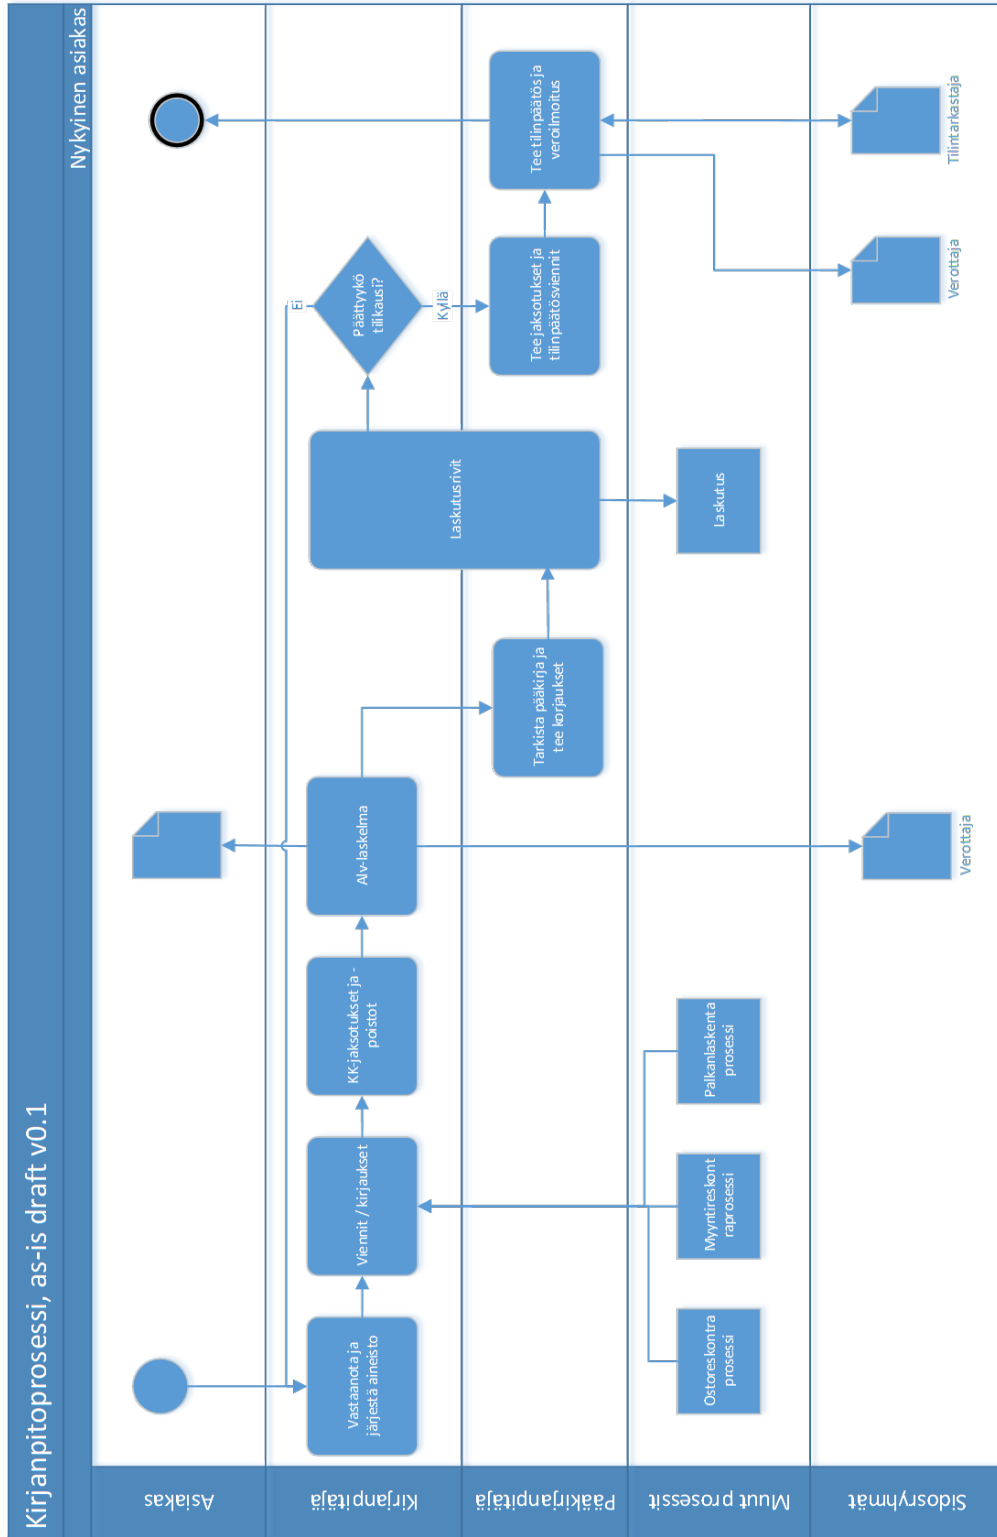 Kirjanpitoprosessi, as-is draft v0.1
Nykyinen asiakas
Asiakas
Kirjanpitäjä
Pääkirjanpitäjä
Muut prosessit
Sidosryhmät
Vastaanota ja
järjestä aineisto
Viennit / kirjaukset
KK-jaksotukset ja -
poistot
Alv-laskelma
Tarkista pääkirja ja
tee korjaukset
Laskutusrivit
Päättyykö
tilikausi?
Ei
Kyllä
Tee jaksotukset ja
tilinpäätösviennit
Tee tilinpäätös ja
veroilmoitus
Ostoreskontra
prosessi
Myyntireskont
raprosessi
Palkanlaskenta
prosessi
Laskutus
Verottaja
Verottaja
Tilintarkastaja